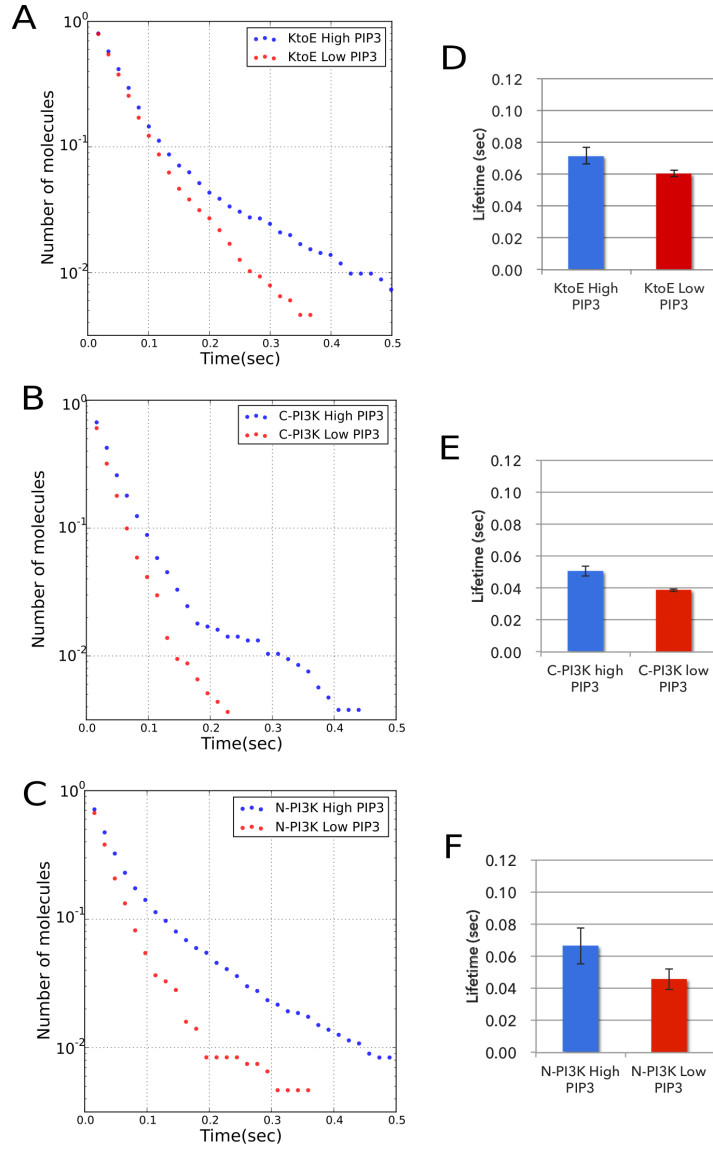 A
10^0
10^-1
10^-2
Number of molecules
KtoE High PIP3
KtoE Low PIP3
0.0 0.1 0.2 0.3 0.4 0.5
Time(sec)
D
0.12
0.10
0.08
0.06
0.04
0.02
0.00
Lifetime (sec)
KtoE High
PIP3
KtoE Low
PIP3
B
10^0
10^-1
10^-2
Number of molecules
C-PI3K High PIP3
C-PI3K Low PIP3
0.0 0.1 0.2 0.3 0.4 0.5
Time(sec)
E
0.12
0.10
0.08
0.06
0.04
0.02
0.00
Lifetime (sec)
C-PI3K high
PIP3
C-PI3K low
PIP3
C
10^0
10^-1
10^-2
Number of molecules
N-PI3K High PIP3
N-PI3K Low PIP3
0.0 0.1 0.2 0.3 0.4 0.5
Time(sec)
F
0.12
0.10
0.08
0.06
0.04
0.02
0.00
Lifetime (sec)
N-PI3K High
PIP3
N-PI3K Low
PIP3